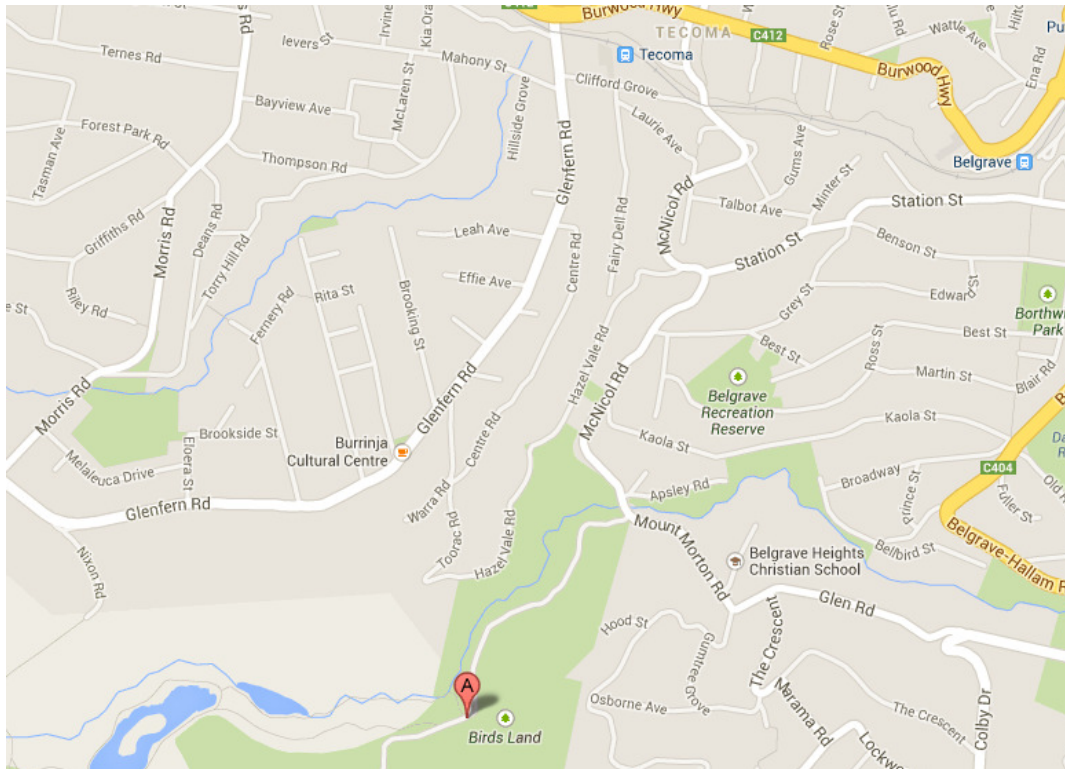 Burwood Hwy
TECOMA
C412
Rose St
Wattle Ave
Ena Rd
Ievers St
Kia Ora
Ternes Rd
Mahony St
Tecoma
Burwood Hwy
Clifford Grove
Bayview Ave
McLaren St
Hillside Grove
Laurie Ave
Forest Park Rd
Tasman Ave
Thompson Rd
Glenfern Rd
Gums Ave
Minter St
Belgrave
McNicol Rd
Talbot Ave
Station St
Griffiths Rd
Deans Rd
Morris Rd
Torry Hill Rd
Leah Ave
Centre Rd
Fairy Dell Rd
Station St
Benson St
Riley Rd
Fernery Rd
Rita St
Effie Ave
Brooking St
Grey St
Edward St
Borthwi
Park
Best St
Ross St
Best St
Hazel Vale Rd
McNicol Rd
Martin St
Blair Rd
Morris Rd
Glenfern Rd
Belgrave
Recreation
Reserve
Brookside St
Burrinja
Cultural Centre
Centre Rd
Kaola St
Kaola St
Melaleuca Drive
Eloera St
C404
Broadway
Prince St
Fuller St
Old
Apsley Rd
Glenfern Rd
Warra Rd
Toorac Rd
Hazel Vale Rd
Mount Morton Rd
Bellbird St
Belgrave-Hallam R
Nixon Rd
Belgrave Heights
Christian School
Glen Rd
Hood St
Gumtree Grove
The Crescent
A
Osborne Ave
Marama Rd
The Crescent
Colby Dr
Birds Land
Lockw